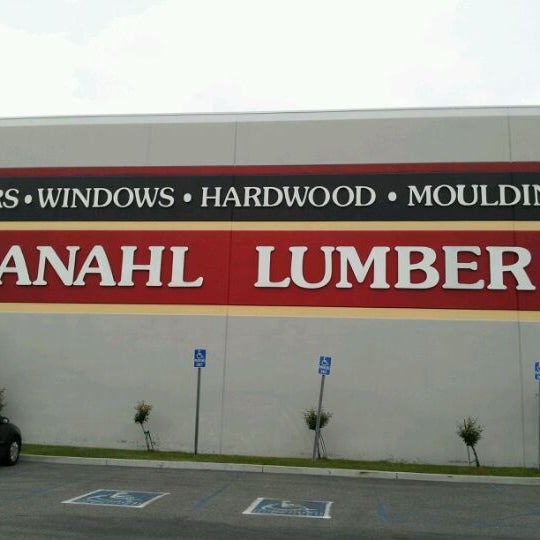 RS • WINDOWS • HARDWOOD • MOULDIN
ANAHL LUMBER